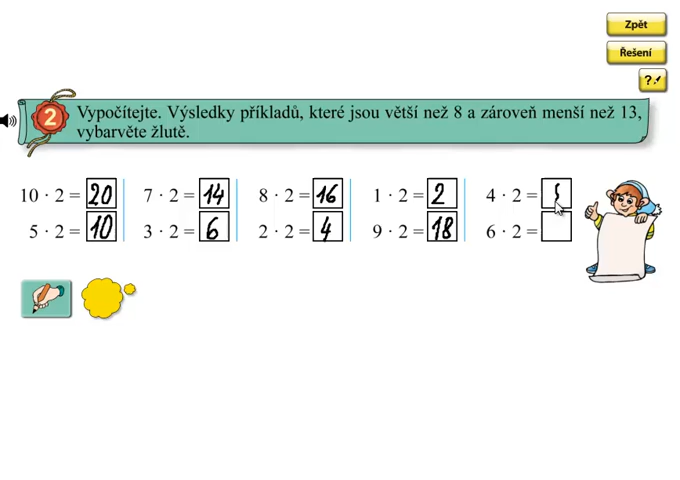 Zpět
Řešení
?
2 Vypočítejte. Výsledky příkladů, které jsou větší než 8 a zároveň menší než 13,
vybarvěte žlutě.
10 · 2 = 20 7 · 2 = 14 8 · 2 = 16 1 · 2 = 2 4 · 2 =
5 · 2 = 10 3 · 2 = 6 2 · 2 = 4 9 · 2 = 18 6 · 2 =